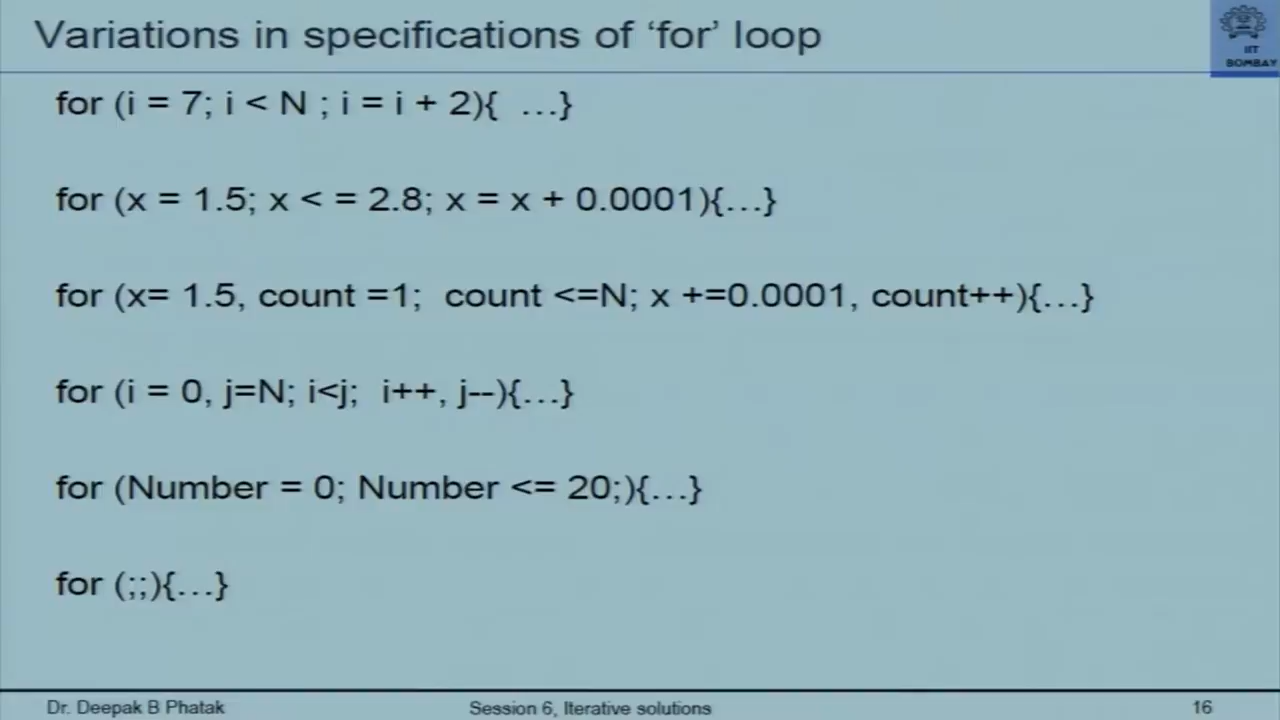 Variations in specifications of ‘for’ loop
IIT
BOMBAY
for (i = 7; i < N ; i = i + 2){ …}
for (x = 1.5; x < = 2.8; x = x + 0.0001){…}
for (x= 1.5, count =1; count <=N; x +=0.0001, count++){…}
for (i = 0, j=N; i<j; i++, j--){…}
for (Number = 0; Number <= 20;){…}
for (;;){…}
Dr. Deepak B Phatak Session 6, Iterative solutions 16